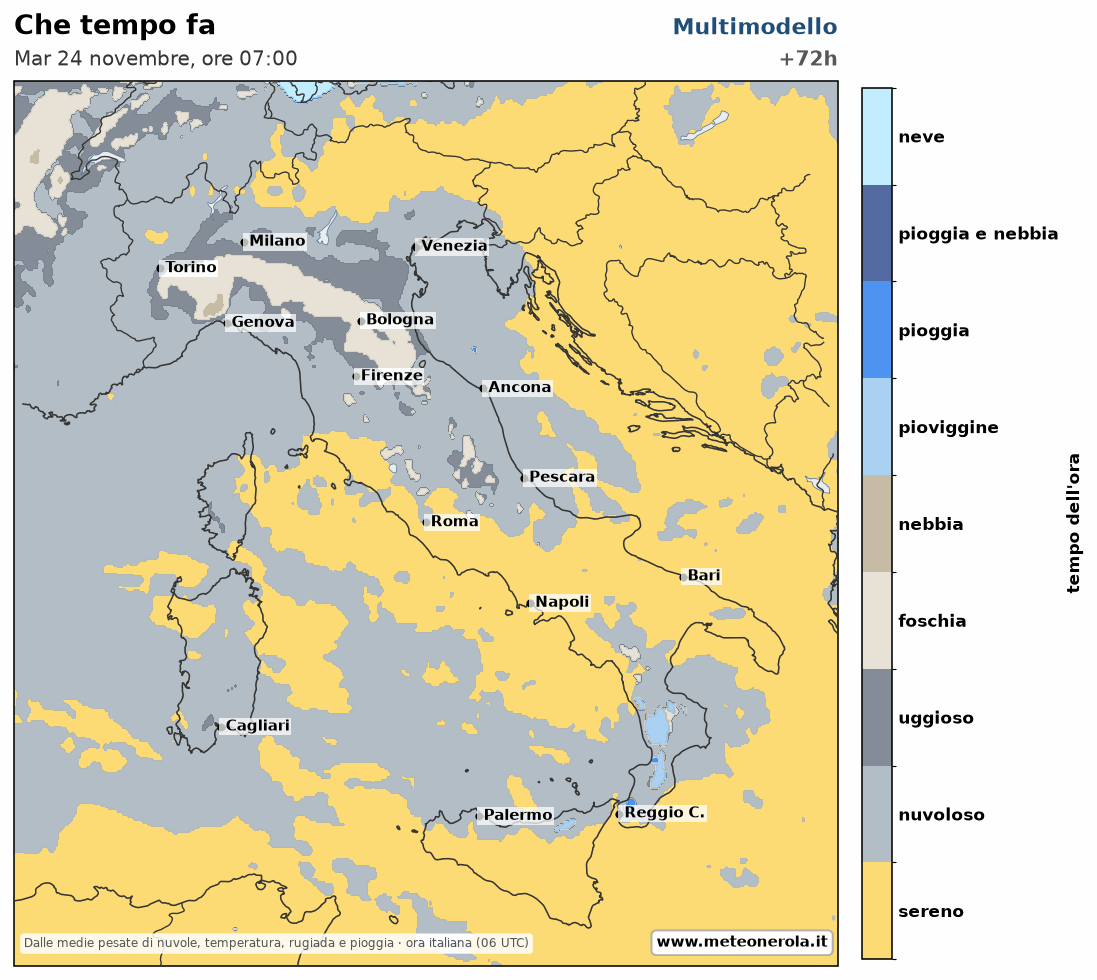 Che tempo fa
Multimodello
Mar 24 novembre, ore 07:00
+72h
Milano
Venezia
Torino
Genova
Bologna
Firenze
Ancona
Pescara
Roma
Bari
Napoli
Cagliari
Palermo
Reggio C.
Dalle medie pesate di nuvole, temperatura, rugiada e pioggia · ora italiana (06 UTC)
www.meteonerola.it
neve
pioggia e nebbia
pioggia
pioviggine
nebbia
foschia
uggioso
nuvoloso
sereno
tempo dell'ora